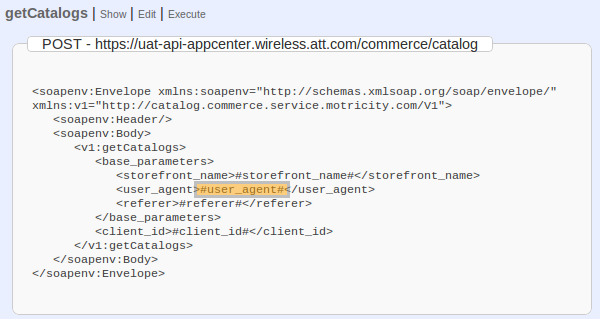 getCatalogs | Show | Edit | Execute
POST - https://uat-api-appcenter.wireless.att.com/commerce/catalog
<soapenv:Envelope xmlns:soapenv="http://schemas.xmlsoap.org/soap/envelope/"
xmlns:v1="http://catalog.commerce.service.motricity.com/V1">
   <soapenv:Header/>
   <soapenv:Body>
      <v1:getCatalogs>
         <base_parameters>
            <storefront_name>#storefront_name#</storefront_name>
            <user_agent>#user_agent#</user_agent>
            <referer>#referer#</referer>
         </base_parameters>
         <client_id>#client_id#</client_id>
      </v1:getCatalogs>
   </soapenv:Body>
</soapenv:Envelope>